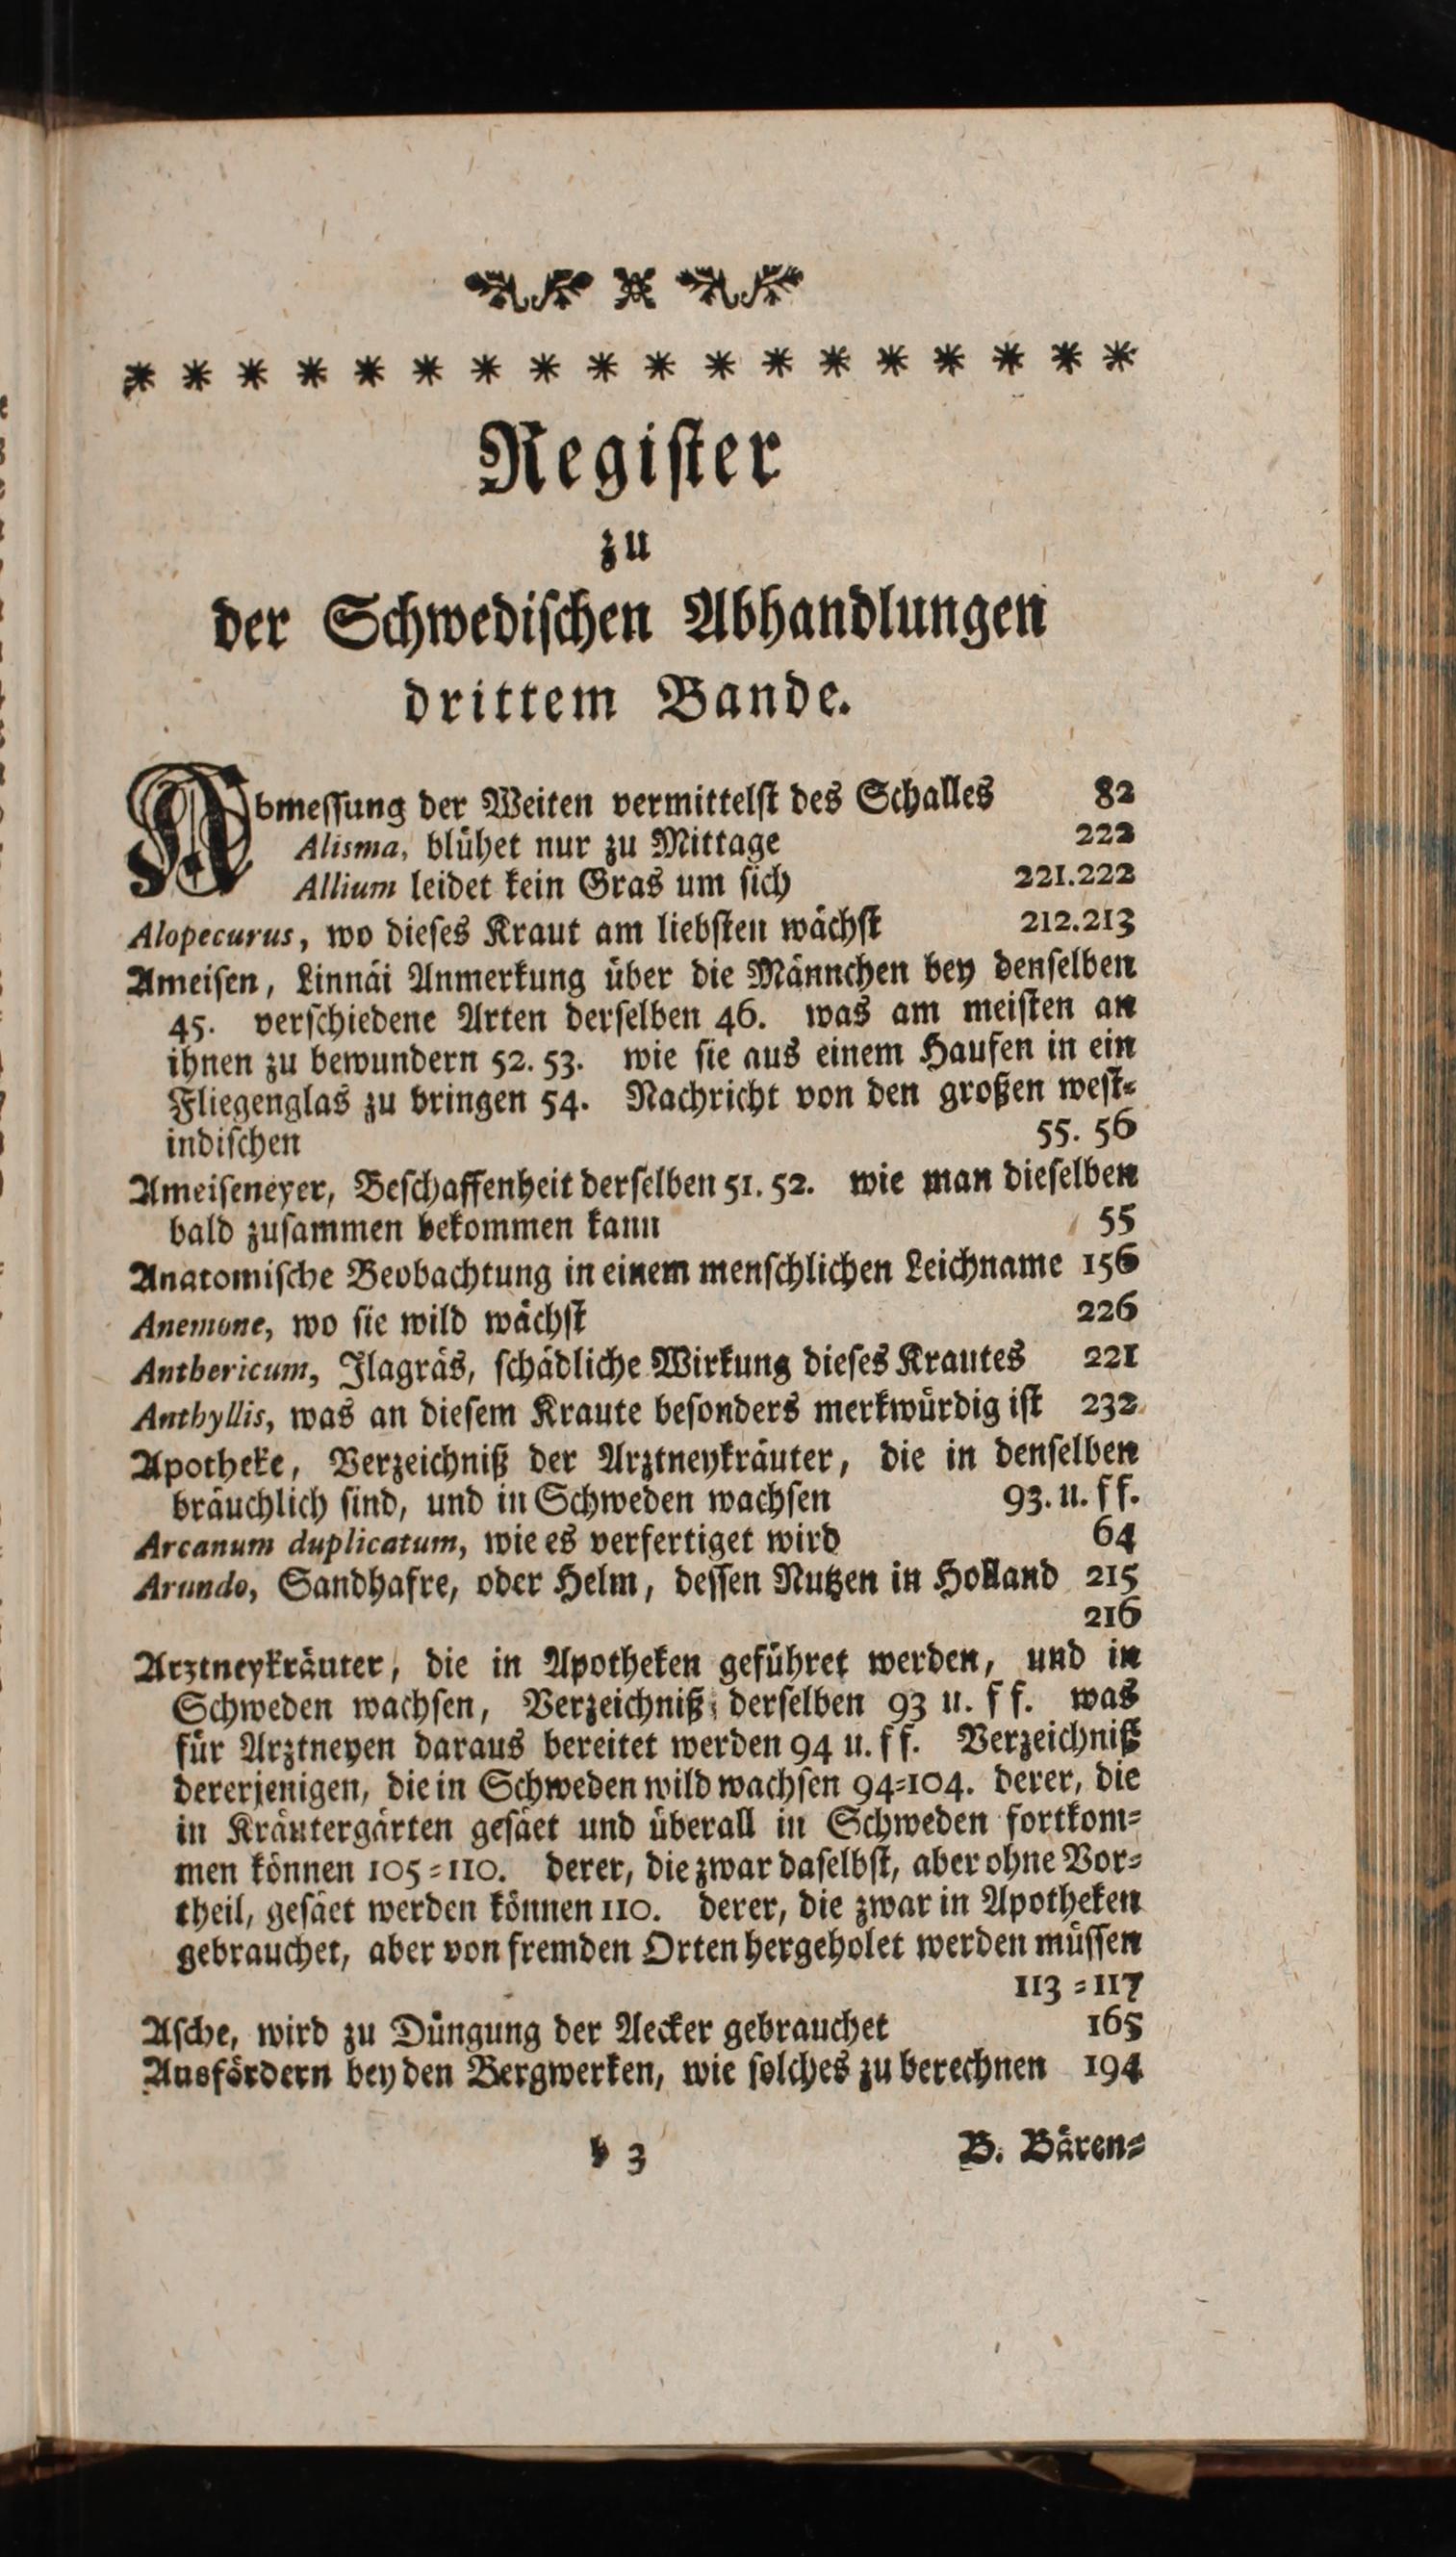 Regiſter
zu
der Schwediſchen Abhandlungen
drittem Bande.
Abmeſſung der Weiten vermittelſt des Schalles 82
Alisma, blühet nur zu Mittage 222
Allium leidet kein Gras um ſich 221.222
Alopecurus, wo dieſes Kraut am liebſten wächſt 212.213
Ameiſen, Linnäi Anmerkung über die Männchen bey denſelben
45. verſchiedene Arten derſelben 46. was am meiſten an
ihnen zu bewundern 52. 53. wie ſie aus einem Haufen in ein
Fliegenglas zu bringen 54. Nachricht von den großen weſt-
indiſchen 55. 56
Ameiſeneyer, Beſchaffenheit derſelben 51. 52. wie man dieſelben
bald zuſammen bekommen kann 55
Anatomiſche Beobachtung in einem menſchlichen Leichname 156
Anemone, wo ſie wild wächſt 226
Anthericum, Ilagräs, ſchädliche Wirkung dieſes Krautes 221
Anthyllis, was an dieſem Kraute beſonders merkwürdig iſt 232
Apotheke, Verzeichniß der Arztneykräuter, die in denſelben
bräuchlich ſind, und in Schweden wachſen 93. u. ff.
Arcanum duplicatum, wie es verfertiget wird 64
Arundo, Sandhafre, oder Helm, deſſen Nutzen in Holland 215
216
Arztneykräuter, die in Apotheken geführet werden, und in
Schweden wachſen, Verzeichniß derſelben 93 u. ff. was
für Arztneyen daraus bereitet werden 94 u. ff. Verzeichniß
dererjenigen, die in Schweden wild wachſen 94-104. derer, die
in Kräutergärten geſäet und überall in Schweden fortkom-
men können 105-110. derer, die zwar daſelbſt, aber ohne Vor-
theil, geſäet werden können 110. derer, die zwar in Apotheken
gebrauchet, aber von fremden Orten hergeholet werden müſſen
113-117
Aſche, wird zu Düngung der Aecker gebrauchet 165
Ausfördern bey den Bergwerken, wie ſolches zu berechnen 194
b 3 B. Bären-